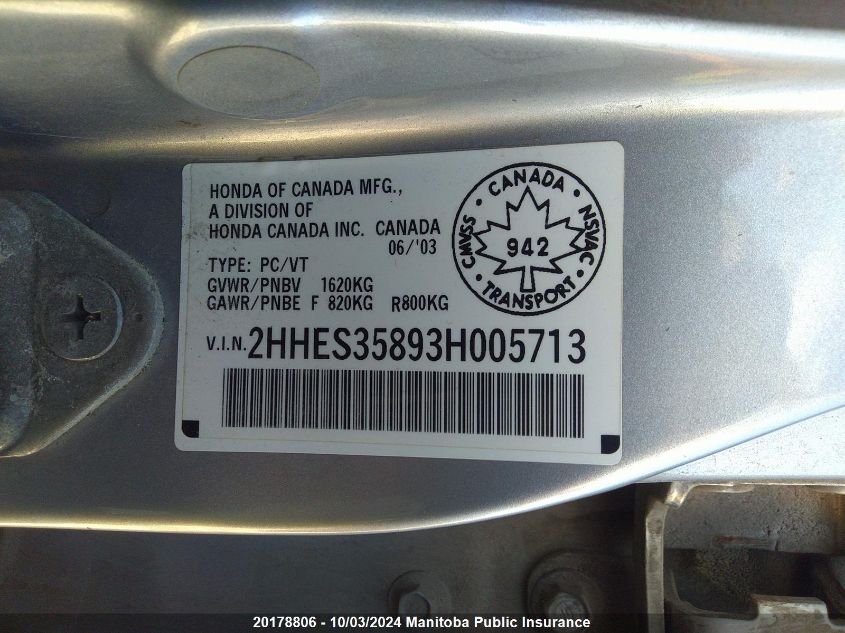 HONDA OF CANADA MFG.,
A DIVISION OF
HONDA CANADA INC. CANADA
06/'03
TYPE: PC/VT
GVWR/PNBV 1620KG
GAWR/PNBE F 820KG R800KG
V.I.N. 2HHES35893H005713
CANADA • NSVAC • TRANSPORT • CMVSS •
942
20178806 - 10/03/2024 Manitoba Public Insurance